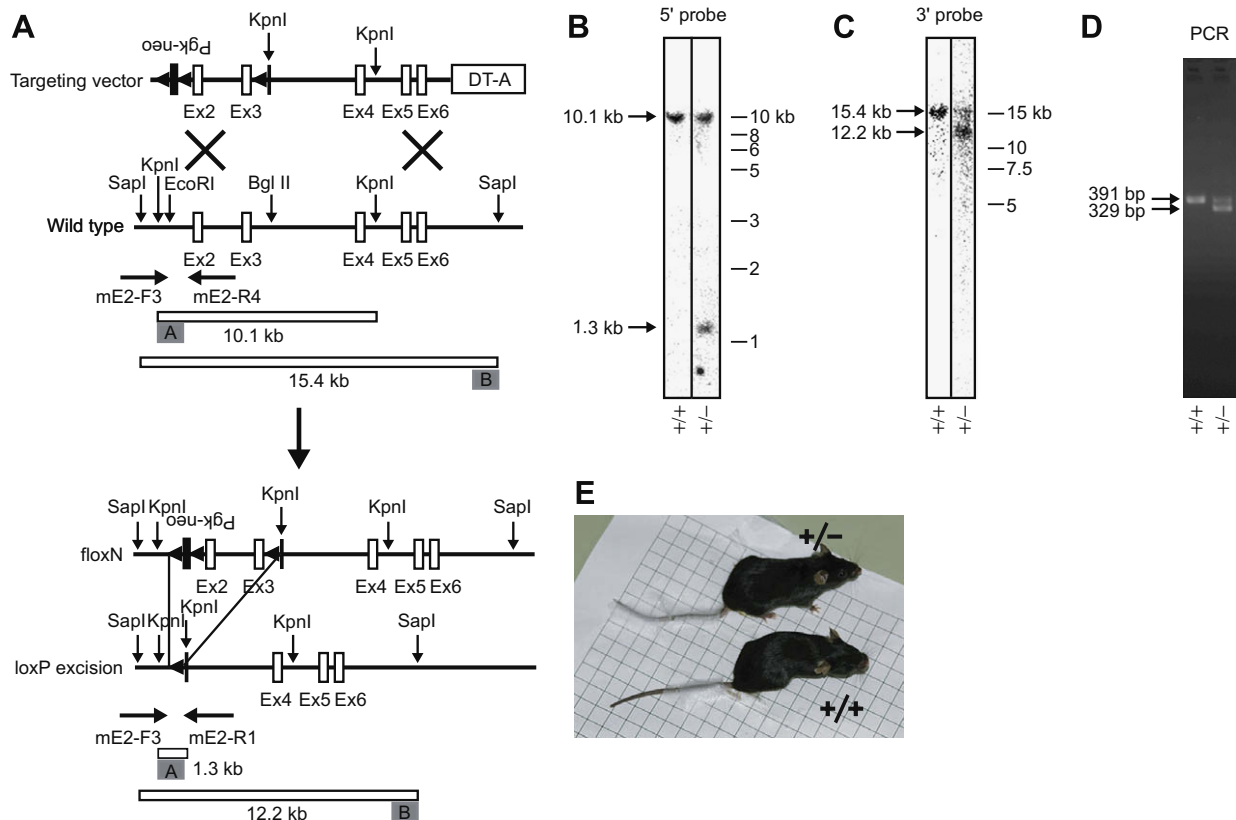 A
KpnI
Pgk-neo
KpnI
Targeting vector
DT-A
Ex2
Ex3
Ex4
Ex5
Ex6
KpnI
SapI
EcoRI
Bgl II
KpnI
SapI
Wild type
Ex2
Ex3
Ex4
Ex5
Ex6
mE2-F3
mE2-R4
A
10.1 kb
15.4 kb
B
KpnI
SapI
KpnI
Pgk-neo
KpnI
SapI
floxN
Ex2
Ex3
Ex4
Ex5
Ex6
KpnI
SapI
KpnI
KpnI
SapI
loxP excision
Ex4
Ex5
Ex6
mE2-F3
mE2-R1
A
1.3 kb
12.2 kb
B
B
5' probe
10.1 kb
10 kb
8
6
5
3
2
1.3 kb
1
+/+
+/−
C
3' probe
15.4 kb
15 kb
12.2 kb
10
7.5
5
+/+
+/−
D
PCR
391 bp
329 bp
+/+
+/−
E
+/−
+/+